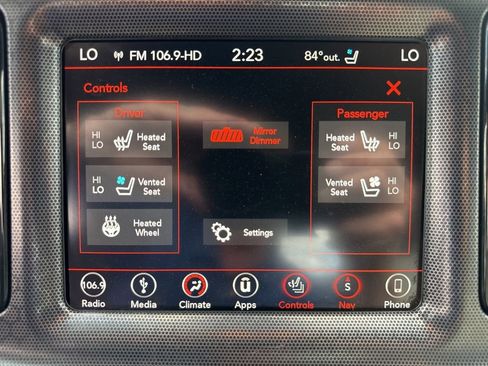 LO FM 106.9-HD 2:23 84°out. LO
Controls
Driver Passenger
HI LO Heated Seat
Mirror Dimmer
Heated Seat HI LO
HI LO Vented Seat
Vented Seat HI LO
Heated Wheel
Settings
106.9 U S
Radio Media Climate Apps Controls Nav Phone